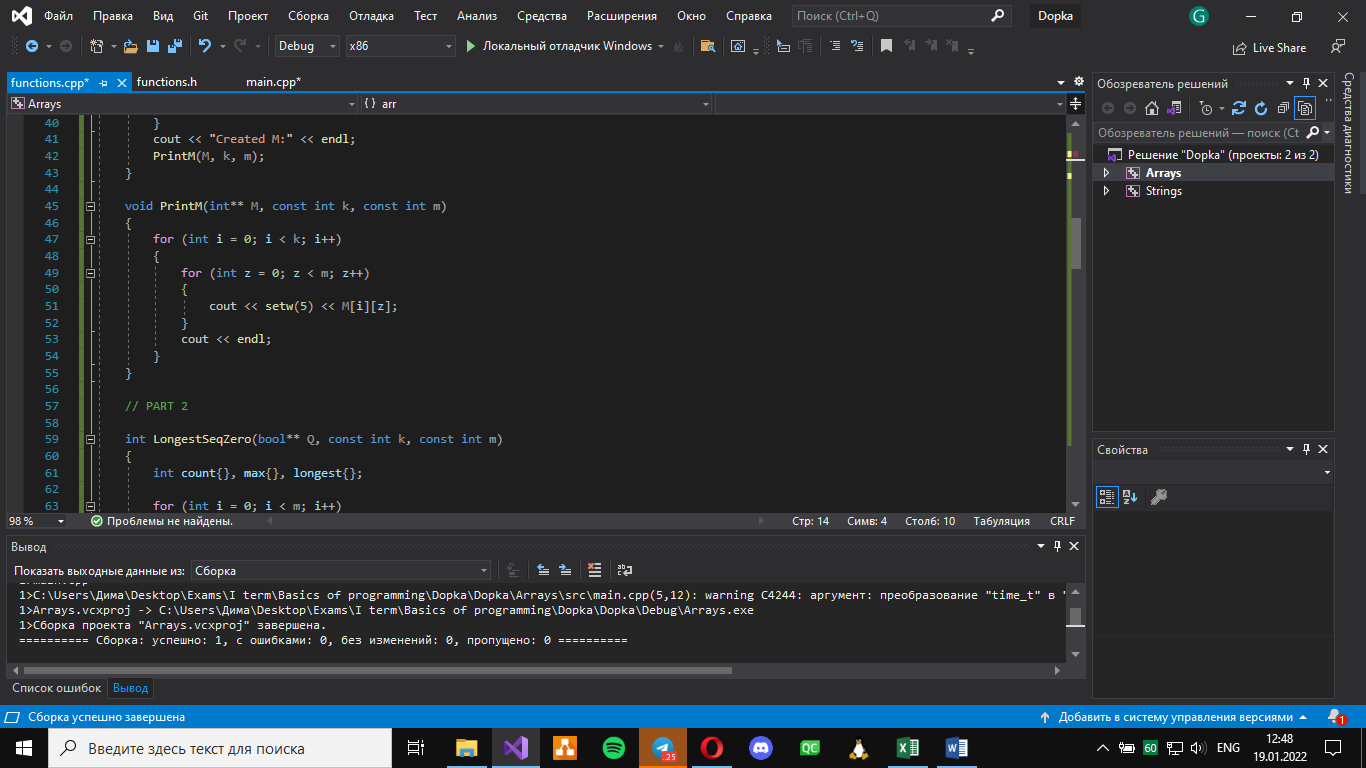 Файл Правка Вид Git Проект Сборка Отладка Тест Анализ Средства Расширения Окно Справка Поиск (Ctrl+Q) Dopka G
Debug x86 Локальный отладчик Windows Live Share
functions.cpp* functions.h main.cpp*
Arrays {} arr
40 }
41 cout << "Created M:" << endl;
42 PrintM(M, k, m);
43 }
44
45 void PrintM(int** M, const int k, const int m)
46 {
47 for (int i = 0; i < k; i++)
48 {
49 for (int z = 0; z < m; z++)
50 {
51 cout << setw(5) << M[i][z];
52 }
53 cout << endl;
54 }
55 }
56
57 // PART 2
58
59 int LongestSeqZero(bool** Q, const int k, const int m)
60 {
61 int count{}, max{}, longest{};
62
63 for (int i = 0; i < m; i++)
98 % Проблемы не найдены. Стр: 14 Симв: 4 Столб: 10 Табуляция CRLF
Обозреватель решений
Обозреватель решений — поиск (Ct
Решение "Dopka" (проекты: 2 из 2)
Arrays
Strings
Средства диагностики
Свойства
Вывод
Показать выходные данные из: Сборка
1>C:\Users\Дима\Desktop\Exams\I term\Basics of programming\Dopka\Dopka\Arrays\src\main.cpp(5,12): warning C4244: аргумент: преобразование "time_t" в "
1>Arrays.vcxproj -> C:\Users\Дима\Desktop\Exams\I term\Basics of programming\Dopka\Dopka\Debug\Arrays.exe
1>Сборка проекта "Arrays.vcxproj" завершена.
========== Сборка: успешно: 1, с ошибками: 0, без изменений: 0, пропущено: 0 ==========
Список ошибок Вывод
Сборка успешно завершена Добавить в систему управления версиями 1
Введите здесь текст для поиска .25 QC 60 ENG 12:48
19.01.2022